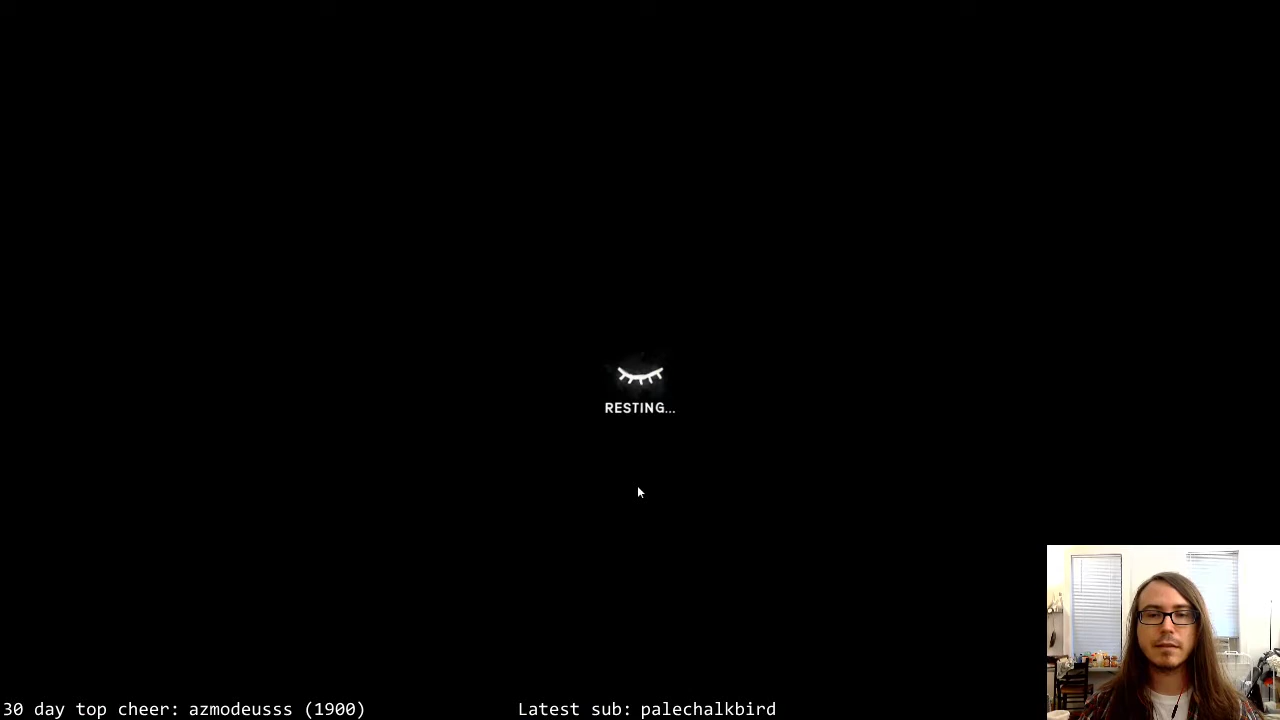 RESTING...
30 day top cheer: azmodeusss (1900)
Latest sub: palechalkbird